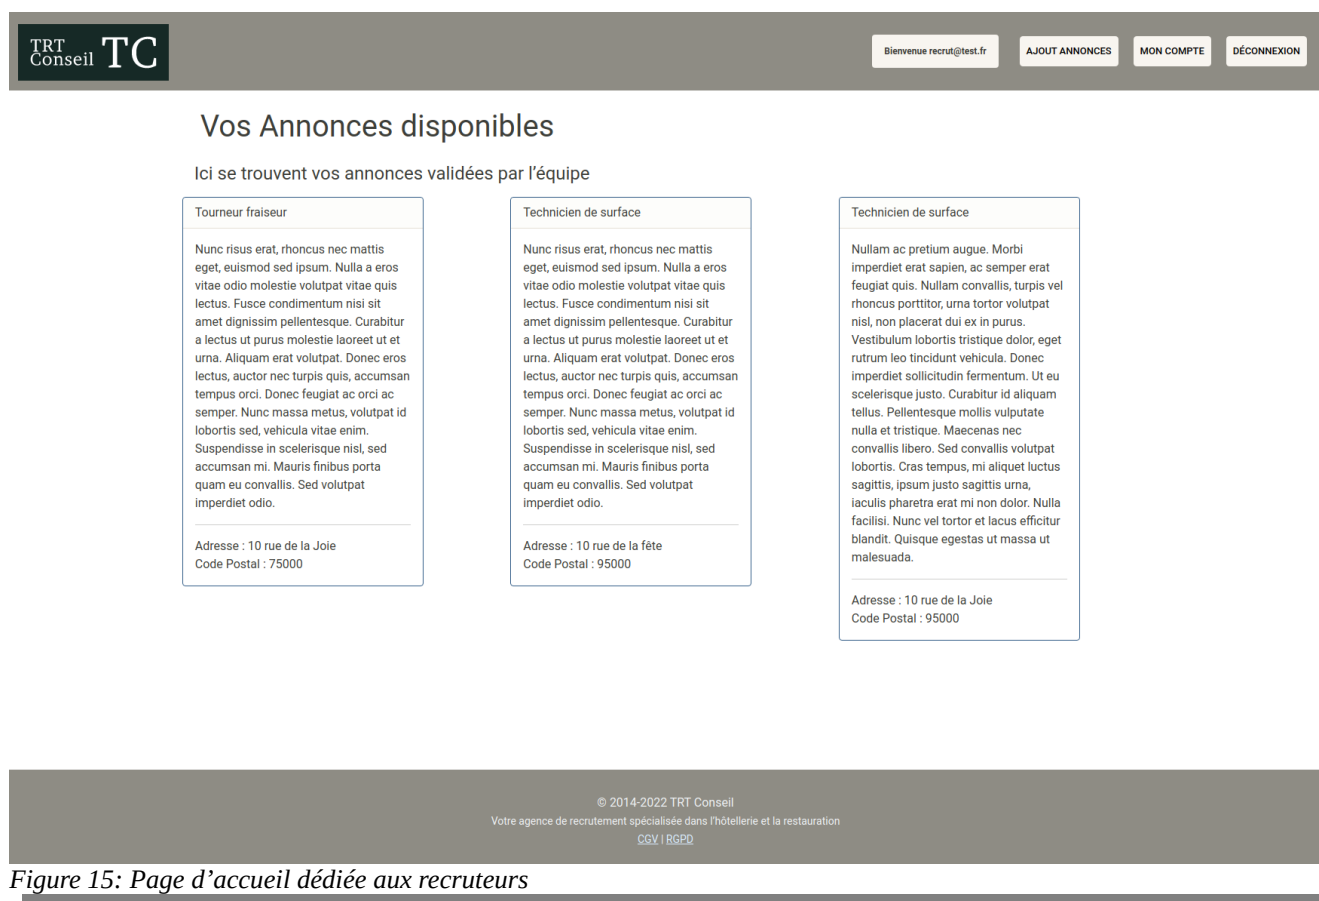 TRT
Conseil TC
Bienvenue recrut@test.fr
AJOUT ANNONCES
MON COMPTE
DÉCONNEXION
Vos Annonces disponibles
Ici se trouvent vos annonces validées par l'équipe
Tourneur fraiseur
Nunc risus erat, rhoncus nec mattis
eget, euismod sed ipsum. Nulla a eros
vitae odio molestie volutpat vitae quis
lectus. Fusce condimentum nisi sit
amet dignissim pellentesque. Curabitur
a lectus ut purus molestie laoreet ut et
urna. Aliquam erat volutpat. Donec eros
lectus, auctor nec turpis quis, accumsan
tempus orci. Donec feugiat ac orci ac
semper. Nunc massa metus, volutpat id
lobortis sed, vehicula vitae enim.
Suspendisse in scelerisque nisl, sed
accumsan mi. Mauris finibus porta
quam eu convallis. Sed volutpat
imperdiet odio.
Adresse : 10 rue de la Joie
Code Postal : 75000
Technicien de surface
Nunc risus erat, rhoncus nec mattis
eget, euismod sed ipsum. Nulla a eros
vitae odio molestie volutpat vitae quis
lectus. Fusce condimentum nisi sit
amet dignissim pellentesque. Curabitur
a lectus ut purus molestie laoreet ut et
urna. Aliquam erat volutpat. Donec eros
lectus, auctor nec turpis quis, accumsan
tempus orci. Donec feugiat ac orci ac
semper. Nunc massa metus, volutpat id
lobortis sed, vehicula vitae enim.
Suspendisse in scelerisque nisl, sed
accumsan mi. Mauris finibus porta
quam eu convallis. Sed volutpat
imperdiet odio.
Adresse : 10 rue de la fête
Code Postal : 95000
Technicien de surface
Nullam ac pretium augue. Morbi
imperdiet erat sapien, ac semper erat
feugiat quis. Nullam convallis, turpis vel
rhoncus porttitor, urna tortor volutpat
nisl, non placerat dui ex in purus.
Vestibulum lobortis tristique dolor, eget
rutrum leo tincidunt vehicula. Donec
imperdiet sollicitudin fermentum. Ut eu
scelerisque justo. Curabitur id aliquam
tellus. Pellentesque mollis vulputate
nulla et tristique. Maecenas nec
convallis libero. Sed convallis volutpat
lobortis. Cras tempus, mi aliquet luctus
sagittis, ipsum justo sagittis urna,
iaculis pharetra erat mi non dolor. Nulla
facilisi. Nunc vel tortor et lacus efficitur
blandit. Quisque egestas ut massa ut
malesuada.
Adresse : 10 rue de la Joie
Code Postal : 95000
© 2014-2022 TRT Conseil
Votre agence de recrutement spécialisée dans l'hôtellerie et la restauration
CGV | RGPD
Figure 15: Page d'accueil dédiée aux recruteurs